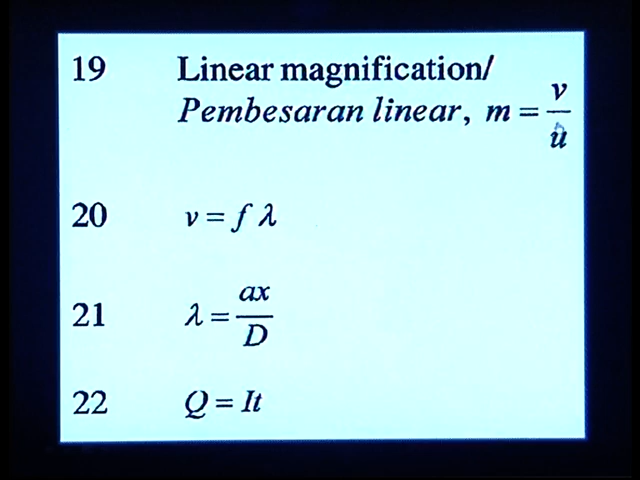 19 Linear magnification/
Pembesaran linear, m = v/u
20 v = f λ
21 λ = ax/D
22 Q = It